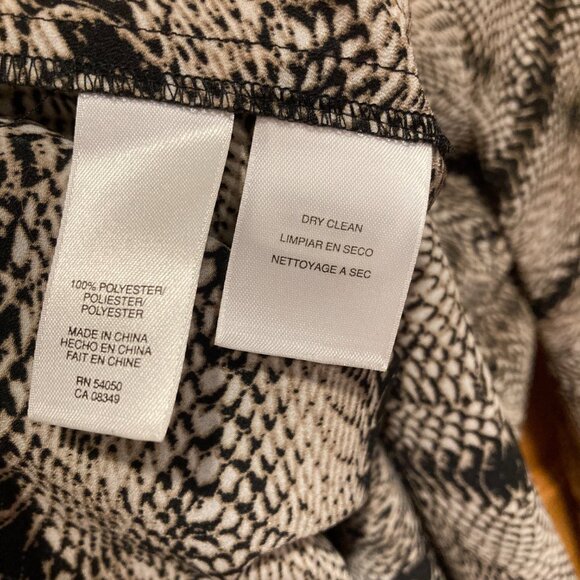 100% POLYESTER/
POLIESTER/
POLYESTER
MADE IN CHINA
HECHO EN CHINA
FAIT EN CHINE
RN 54050
CA 08349
DRY CLEAN
LIMPIAR EN SECO
NETTOYAGE A SEC